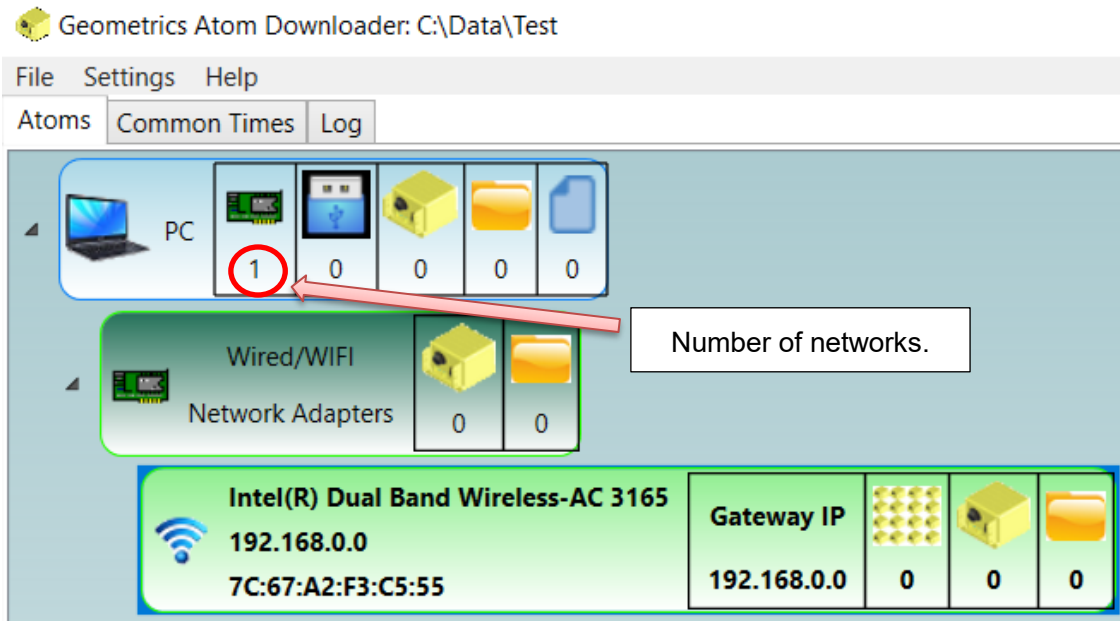 Geometrics Atom Downloader: C:\Data\Test
File Settings Help
Atoms Common Times Log
PC
1 0 0 0 0
Number of networks.
Wired/WIFI
Network Adapters
0 0
Intel(R) Dual Band Wireless-AC 3165
192.168.0.0
7C:67:A2:F3:C5:55
Gateway IP
192.168.0.0 0 0 0